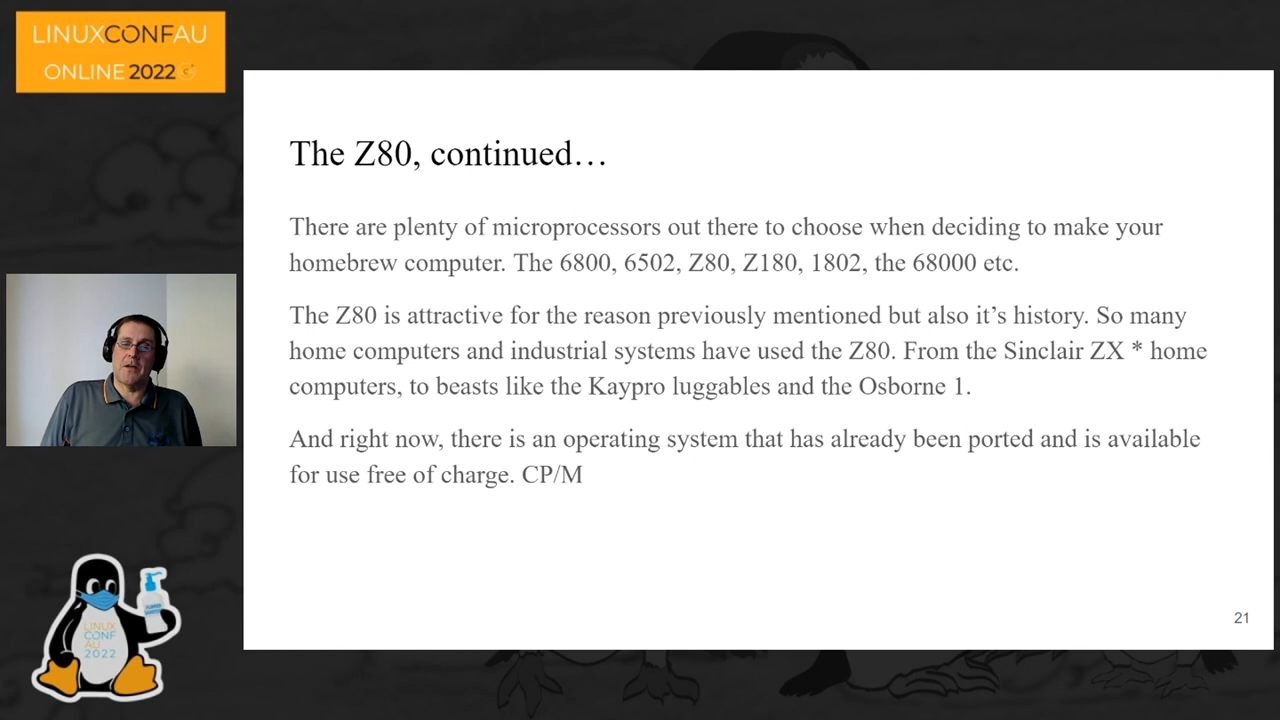 LINUXCONFAU
ONLINE 2022
The Z80, continued…
There are plenty of microprocessors out there to choose when deciding to make your
homebrew computer. The 6800, 6502, Z80, Z180, 1802, the 68000 etc.
The Z80 is attractive for the reason previously mentioned but also it’s history. So many
home computers and industrial systems have used the Z80. From the Sinclair ZX * home
computers, to beasts like the Kaypro luggables and the Osborne 1.
And right now, there is an operating system that has already been ported and is available
for use free of charge. CP/M
LINUX
CONF
AU
2022
21